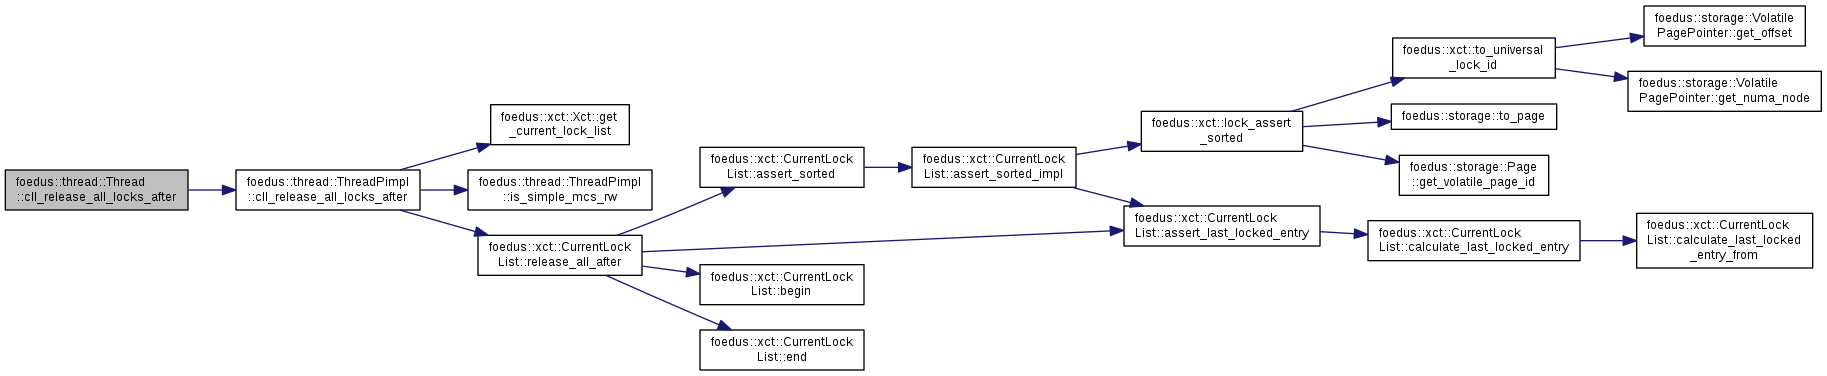 foedus::thread::Thread
::cll_release_all_locks_after
foedus::thread::ThreadPimpl
::cll_release_all_locks_after
foedus::xct::Xct::get
_current_lock_list
foedus::thread::ThreadPimpl
::is_simple_mcs_rw
foedus::xct::CurrentLock
List::release_all_after
foedus::xct::CurrentLock
List::assert_sorted
foedus::xct::CurrentLock
List::begin
foedus::xct::CurrentLock
List::end
foedus::xct::CurrentLock
List::assert_sorted_impl
foedus::xct::lock_assert
_sorted
foedus::xct::CurrentLock
List::assert_last_locked_entry
foedus::xct::to_universal
_lock_id
foedus::storage::to_page
foedus::storage::Page
::get_volatile_page_id
foedus::xct::CurrentLock
List::calculate_last_locked_entry
foedus::storage::Volatile
PagePointer::get_offset
foedus::storage::Volatile
PagePointer::get_numa_node
foedus::xct::CurrentLock
List::calculate_last_locked
_entry_from